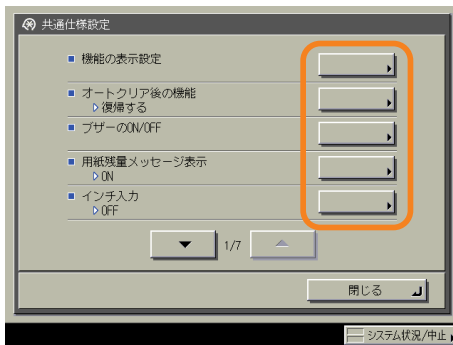 共通仕様設定
機能の表示設定
オートクリア後の機能
復帰する
ブザーのON/OFF
用紙残量メッセージ表示
ON
インチ入力
OFF
1/7
閉じる
システム状況/中止